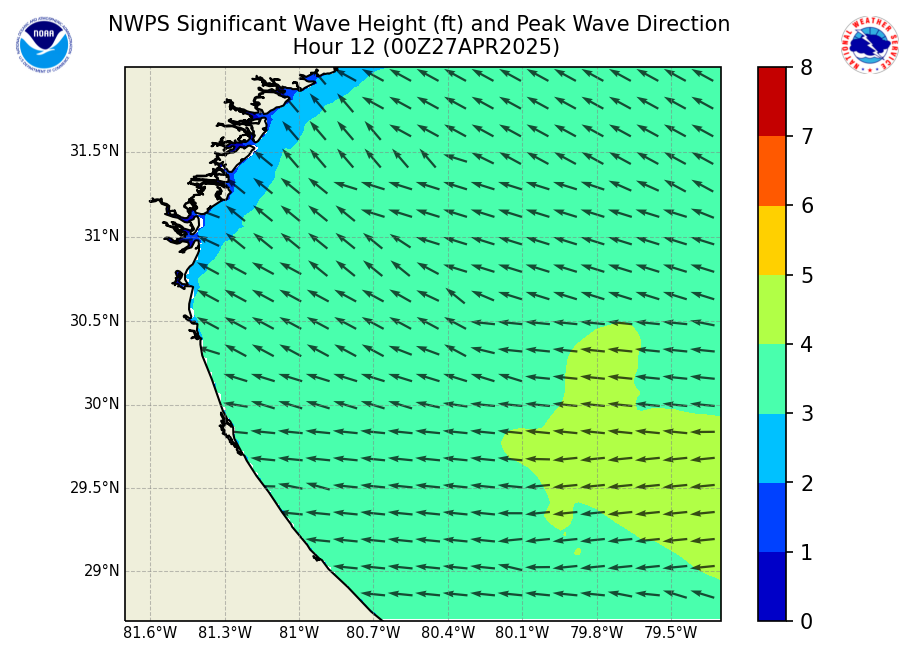 NWPS Significant Wave Height (ft) and Peak Wave Direction
Hour 12 (00Z27APR2025)
NOAA
NATIONAL WEATHER SERVICE
31.5°N
31°N
30.5°N
30°N
29.5°N
29°N
81.6°W 81.3°W 81°W 80.7°W 80.4°W 80.1°W 79.8°W 79.5°W
8
7
6
5
4
3
2
1
0